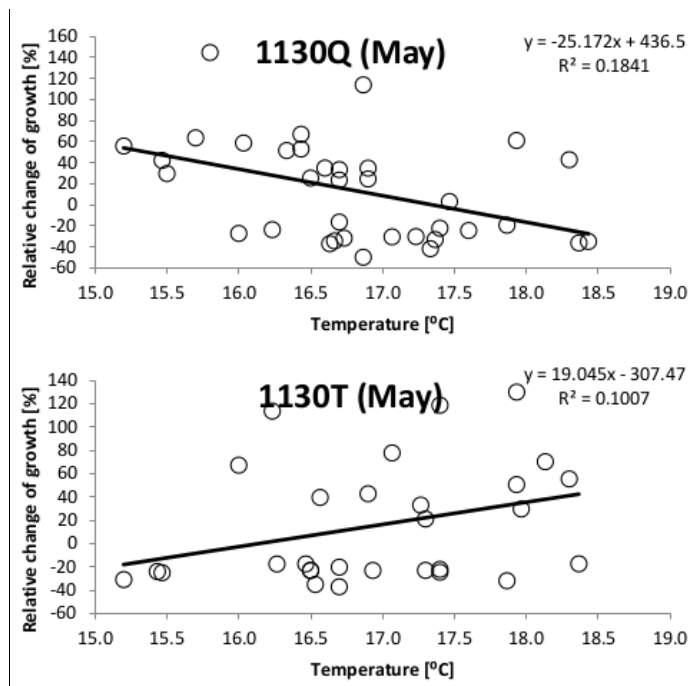 1130Q (May)
y = -25.172x + 436.5
R² = 0.1841
Relative change of growth [%]
160
140
120
100
80
60
40
20
0
-20
-40
-60
15.0 15.5 16.0 16.5 17.0 17.5 18.0 18.5 19.0
Temperature [⁰C]
1130T (May)
y = 19.045x - 307.47
R² = 0.1007
Relative change of growth [%]
140
120
100
80
60
40
20
0
-20
-40
-60
15.0 15.5 16.0 16.5 17.0 17.5 18.0 18.5 19.0
Temperature [⁰C]